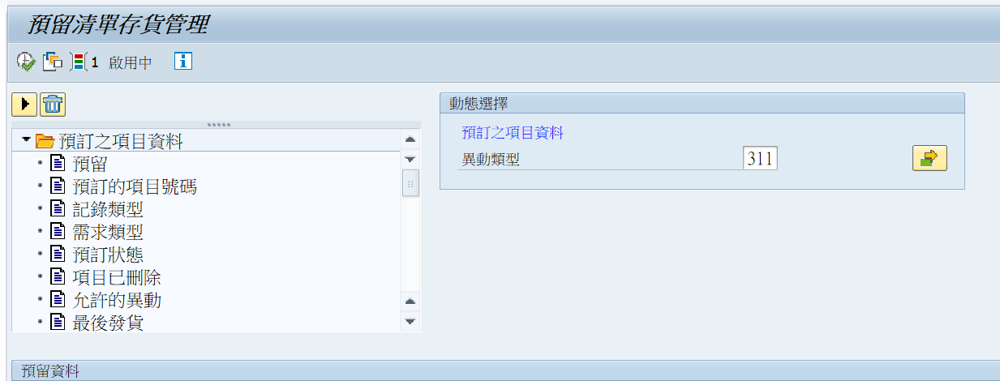 預留清單存貨管理
1 啟用中
預訂之項目資料
預留
預訂的項目號碼
記錄類型
需求類型
預訂狀態
項目已刪除
允許的異動
最後發貨
動態選擇
預訂之項目資料
異動類型 311
預留資料